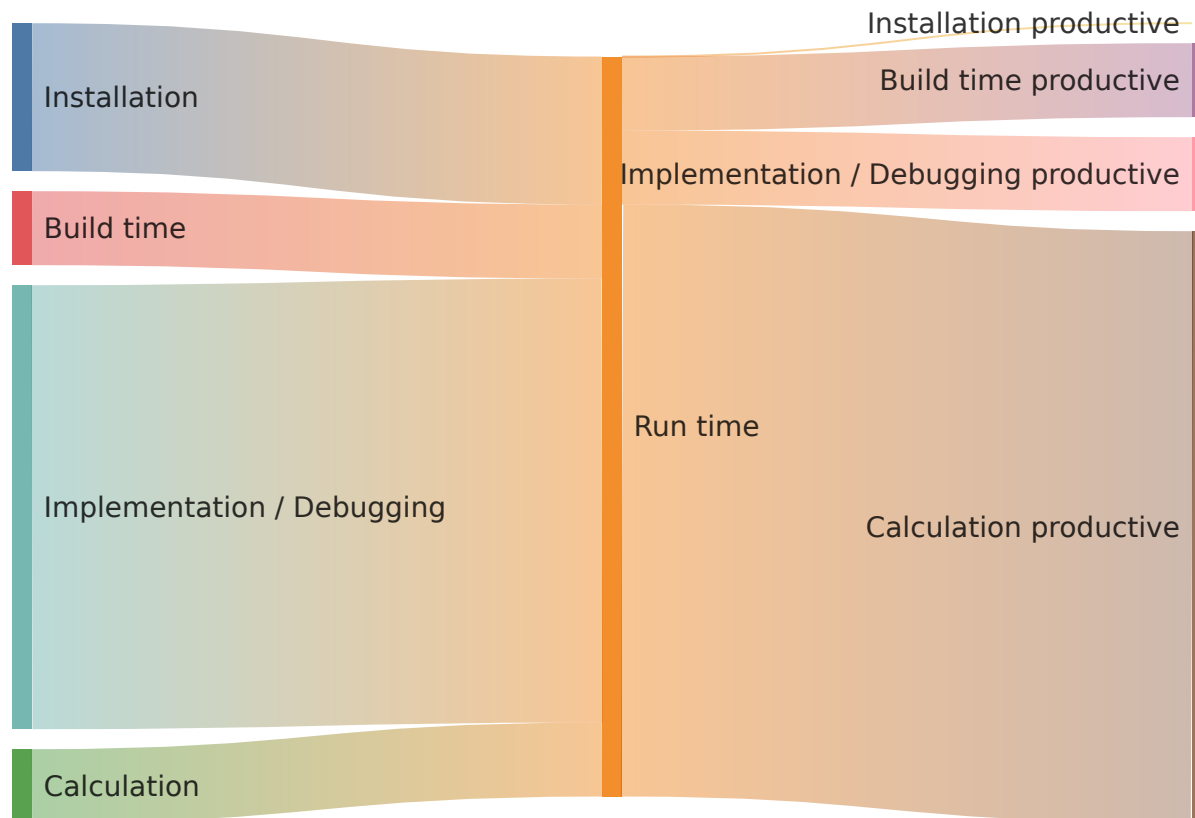 Installation
Build time
Implementation / Debugging
Calculation
Run time
Installation productive
Build time productive
Implementation / Debugging productive
Calculation productive